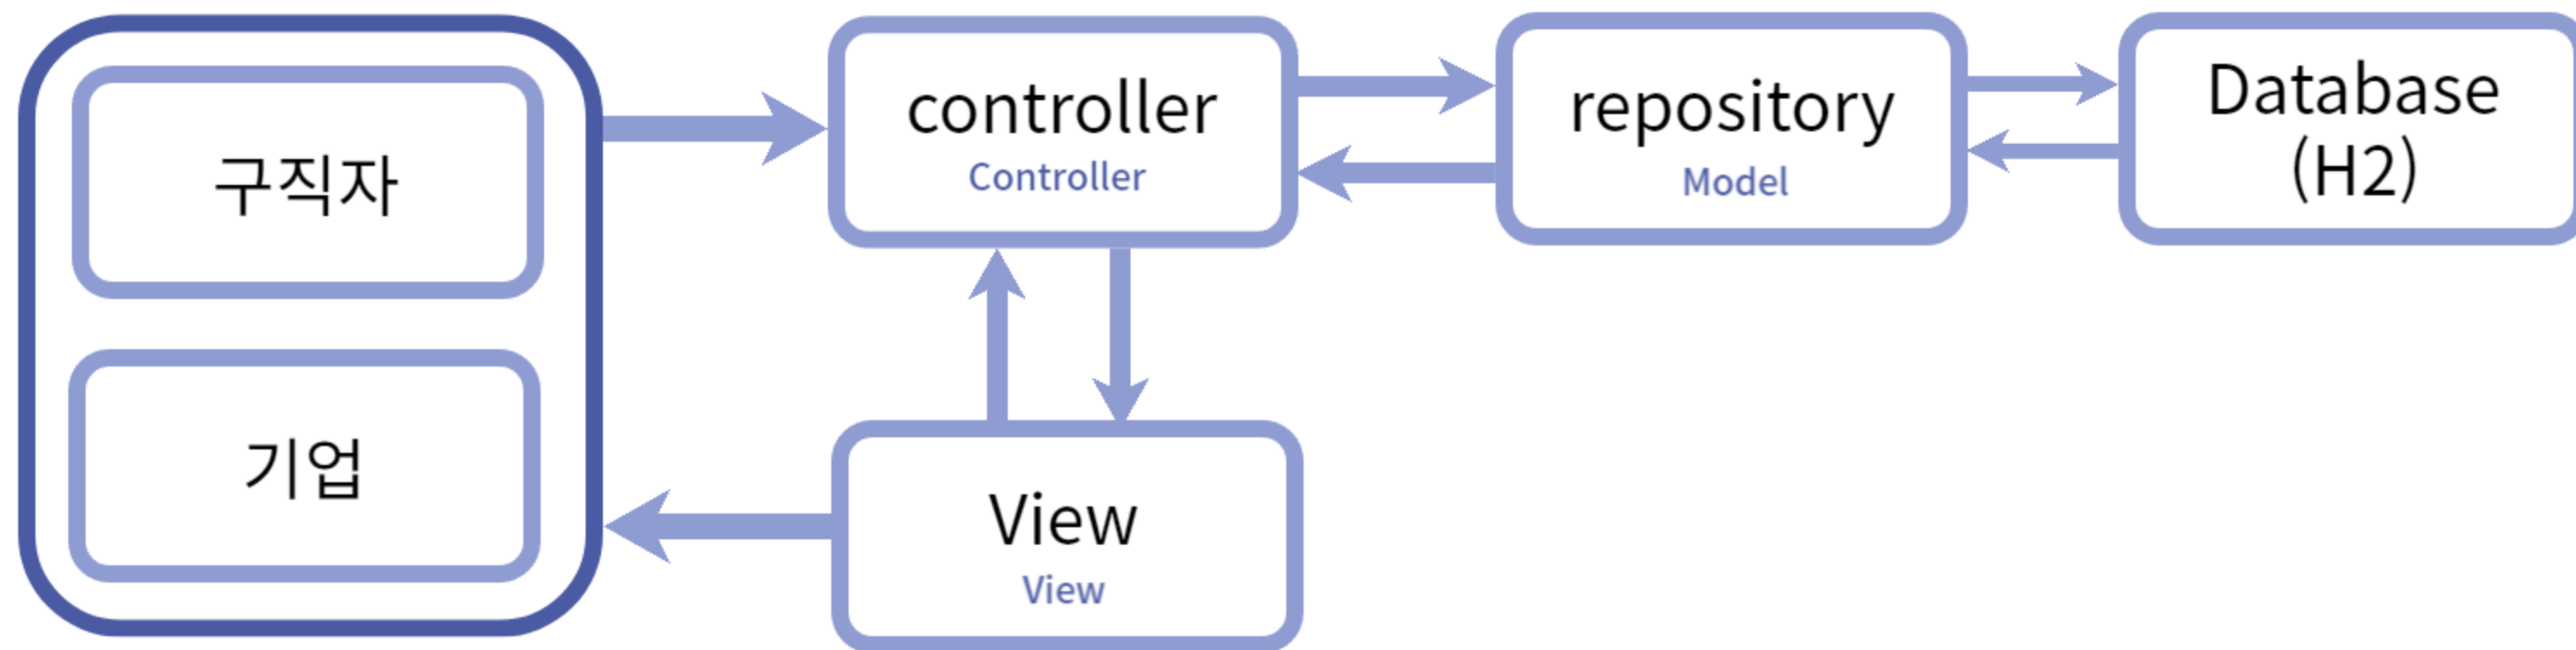 구직자
기업
controller
Controller
repository
Model
Database
(H2)
View
View